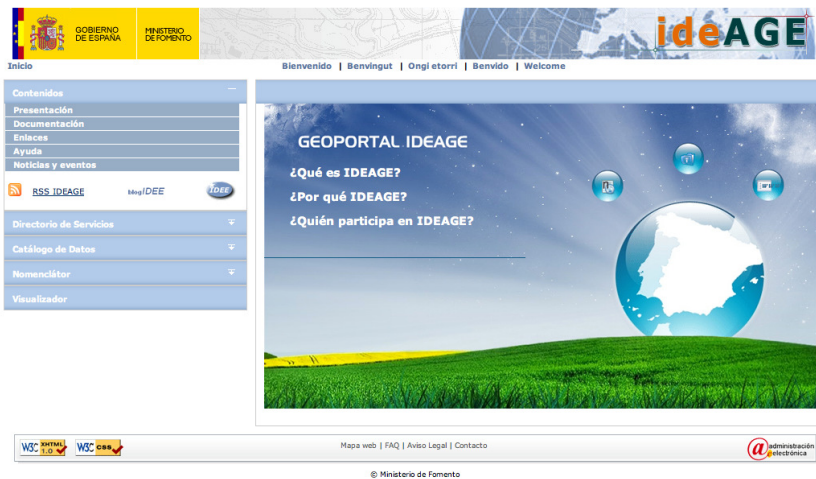 GOBIERNO
DE ESPAÑA
MINISTERIO
DE FOMENTO
ideAGE
Inicio
Bienvenido | Benvingut | Ongi etorri | Benvido | Welcome
Contenidos
Presentación
Documentación
Enlaces
Ayuda
Noticias y eventos
RSS IDEAGE
blogIDEE
IDEE
Directorio de Servicios
Catálogo de Datos
Nomenclátor
Visualizador
GEOPORTAL IDEAGE
¿Qué es IDEAGE?
¿Por qué IDEAGE?
¿Quién participa en IDEAGE?
W3C XHTML 1.0
W3C css
Mapa web | FAQ | Aviso Legal | Contacto
administración
electrónica
© Ministerio de Fomento